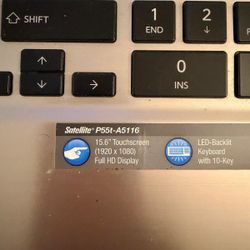 ⇧ SHIFT
1
END
2
↓
↑
←
↓
→
0
INS
Satellite® P55t-A5116
15.6" Touchscreen
(1920 x 1080)
Full HD Display
LED-Backlit
Keyboard
with 10-Key